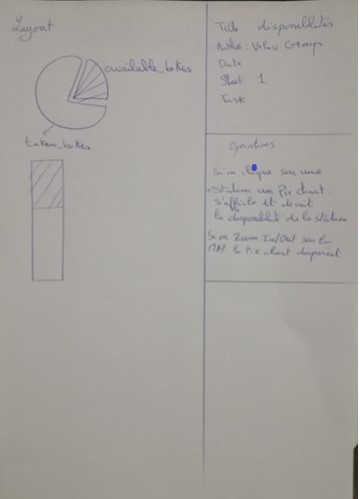 Layout
available_bikes
taken_bikes
Title disponibilités
Author: Velov Group
Date
Sheet 1
Task
Operations
Si on clique sur une
Station un Pie chart
s'affiche et decrit
la disponibilité de la station
Si on Zoom In/Out sur la
MAP le Pie chart disparait